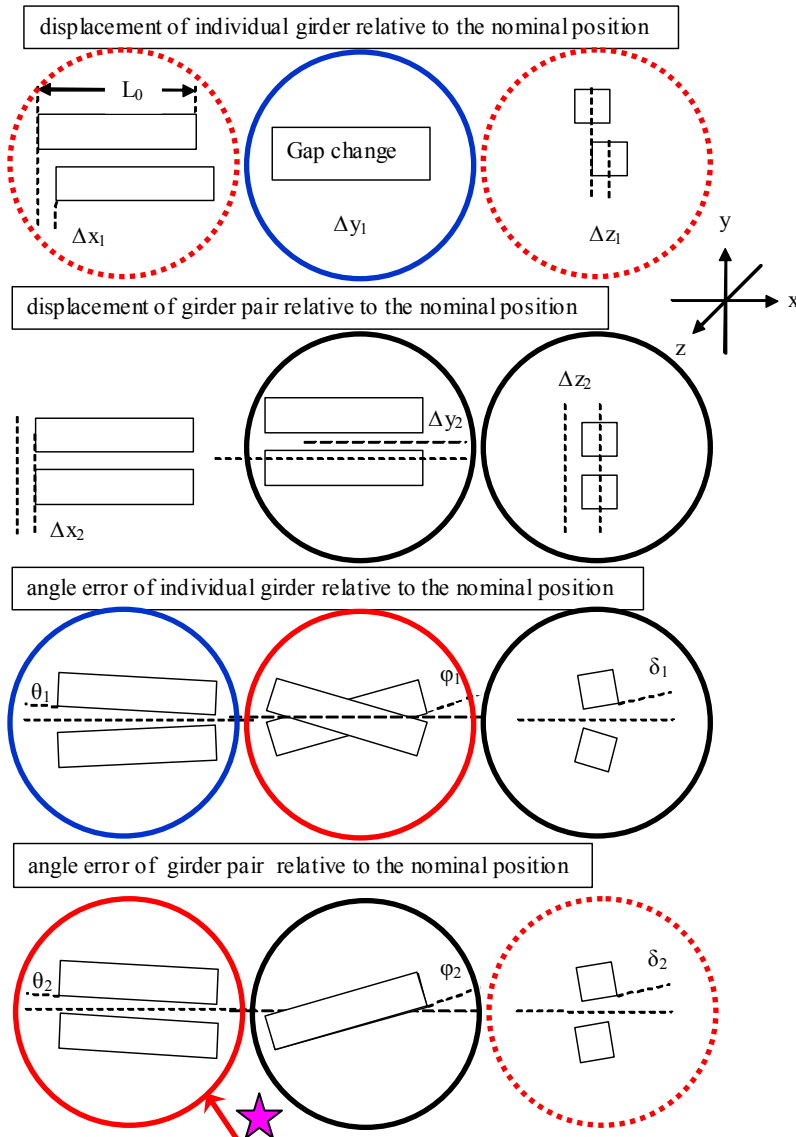 displacement of individual girder relative to the nominal position
L₀
Gap change
Δx₁
Δy₁
Δz₁
y
x
z
displacement of girder pair relative to the nominal position
Δz₂
Δy₂
Δx₂
angle error of individual girder relative to the nominal position
θ₁
φ₁
δ₁
angle error of girder pair relative to the nominal position
θ₂
φ₂
δ₂